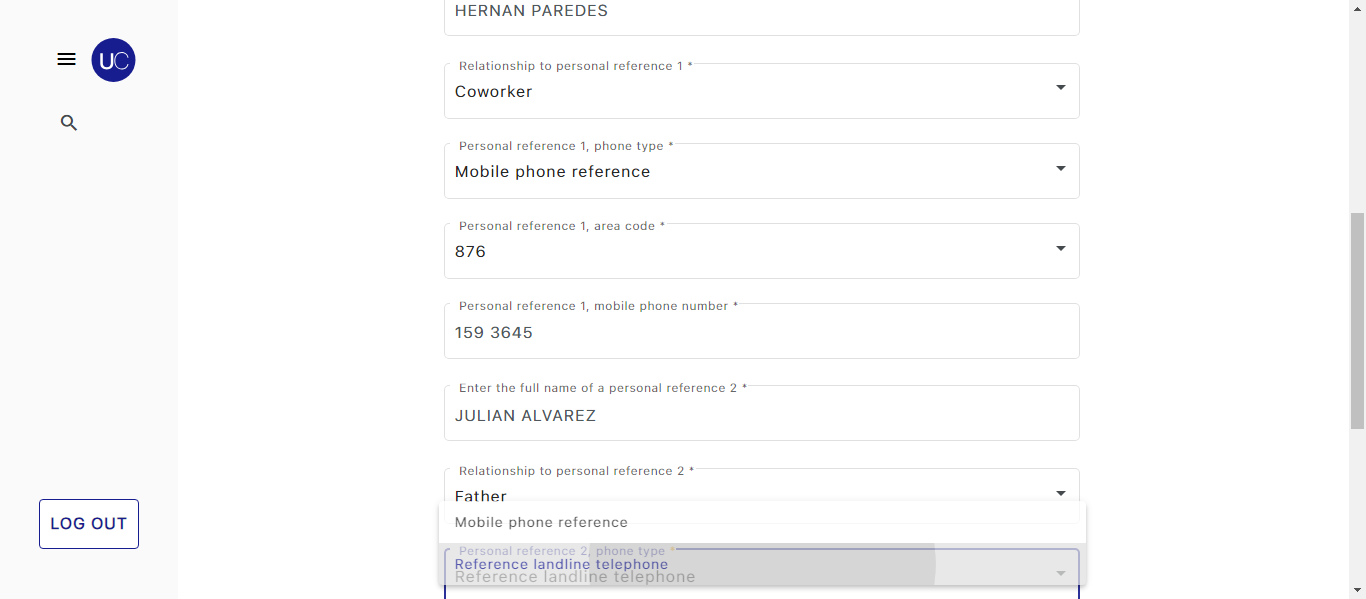 HERNAN PAREDES
UC
Relationship to personal reference 1 *
Coworker
Personal reference 1, phone type *
Mobile phone reference
Personal reference 1, area code *
876
Personal reference 1, mobile phone number *
159 3645
Enter the full name of a personal reference 2 *
JULIAN ALVAREZ
Relationship to personal reference 2 *
Father
LOG OUT
Mobile phone reference
Personal reference 2, phone type *
Reference landline telephone
Reference landline telephone